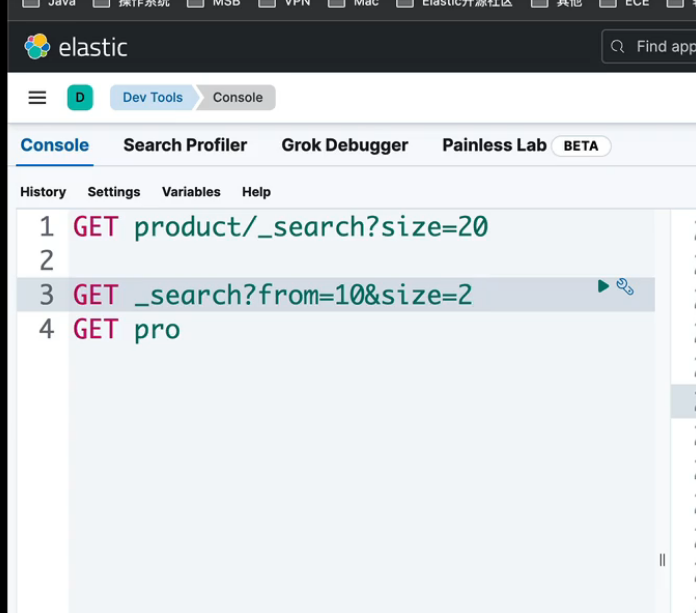 Java 操作系统 MSB VPN Mac Elastic开源社区 其他 ECE
elastic
Find app
D Dev Tools Console
Console Search Profiler Grok Debugger Painless Lab BETA
History Settings Variables Help
1 GET product/_search?size=20
2
3 GET _search?from=10&size=2
4 GET pro